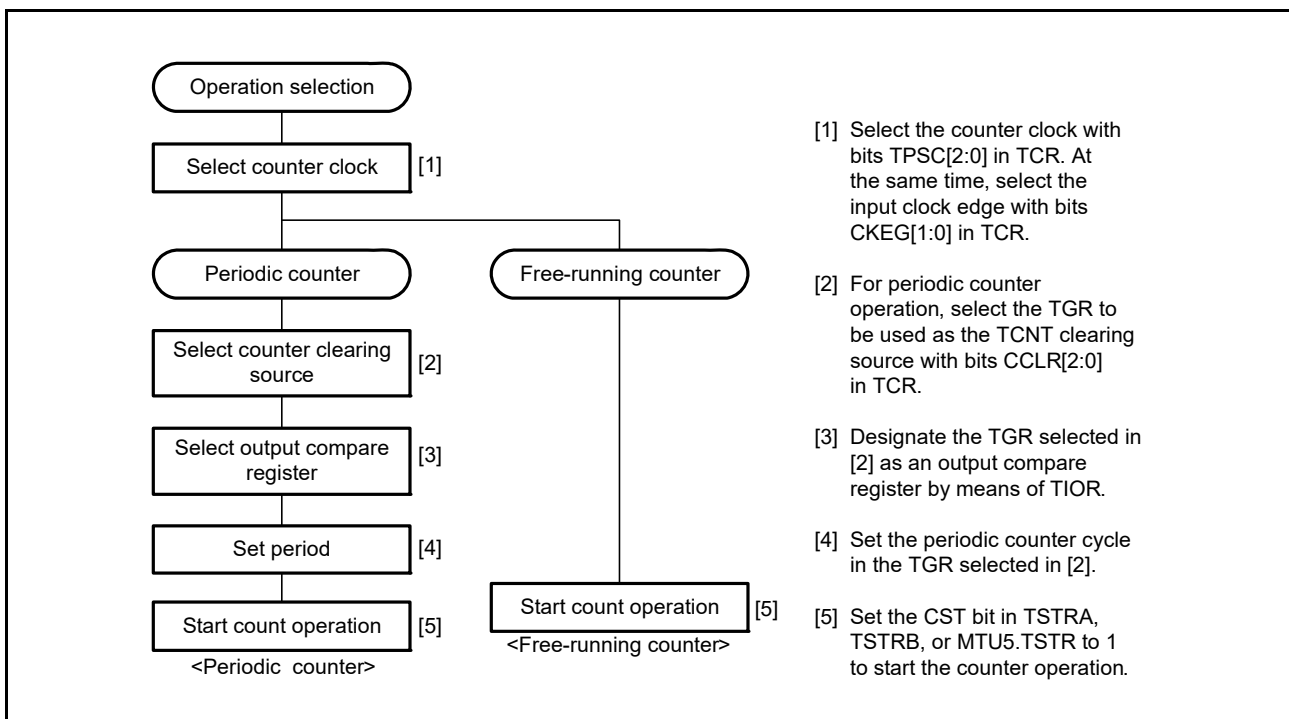 Operation selection
Select counter clock
[1]
Periodic counter
Free-running counter
Select counter clearing
source
[2]
Select output compare
register
[3]
Set period
[4]
Start count operation
[5]
<Periodic counter>
Start count operation
[5]
<Free-running counter>
[1] Select the counter clock with
bits TPSC[2:0] in TCR. At
the same time, select the
input clock edge with bits
CKEG[1:0] in TCR.
[2] For periodic counter
operation, select the TGR to
be used as the TCNT clearing
source with bits CCLR[2:0]
in TCR.
[3] Designate the TGR selected in
[2] as an output compare
register by means of TIOR.
[4] Set the periodic counter cycle
in the TGR selected in [2].
[5] Set the CST bit in TSTRA,
TSTRB, or MTU5.TSTR to 1
to start the counter operation.